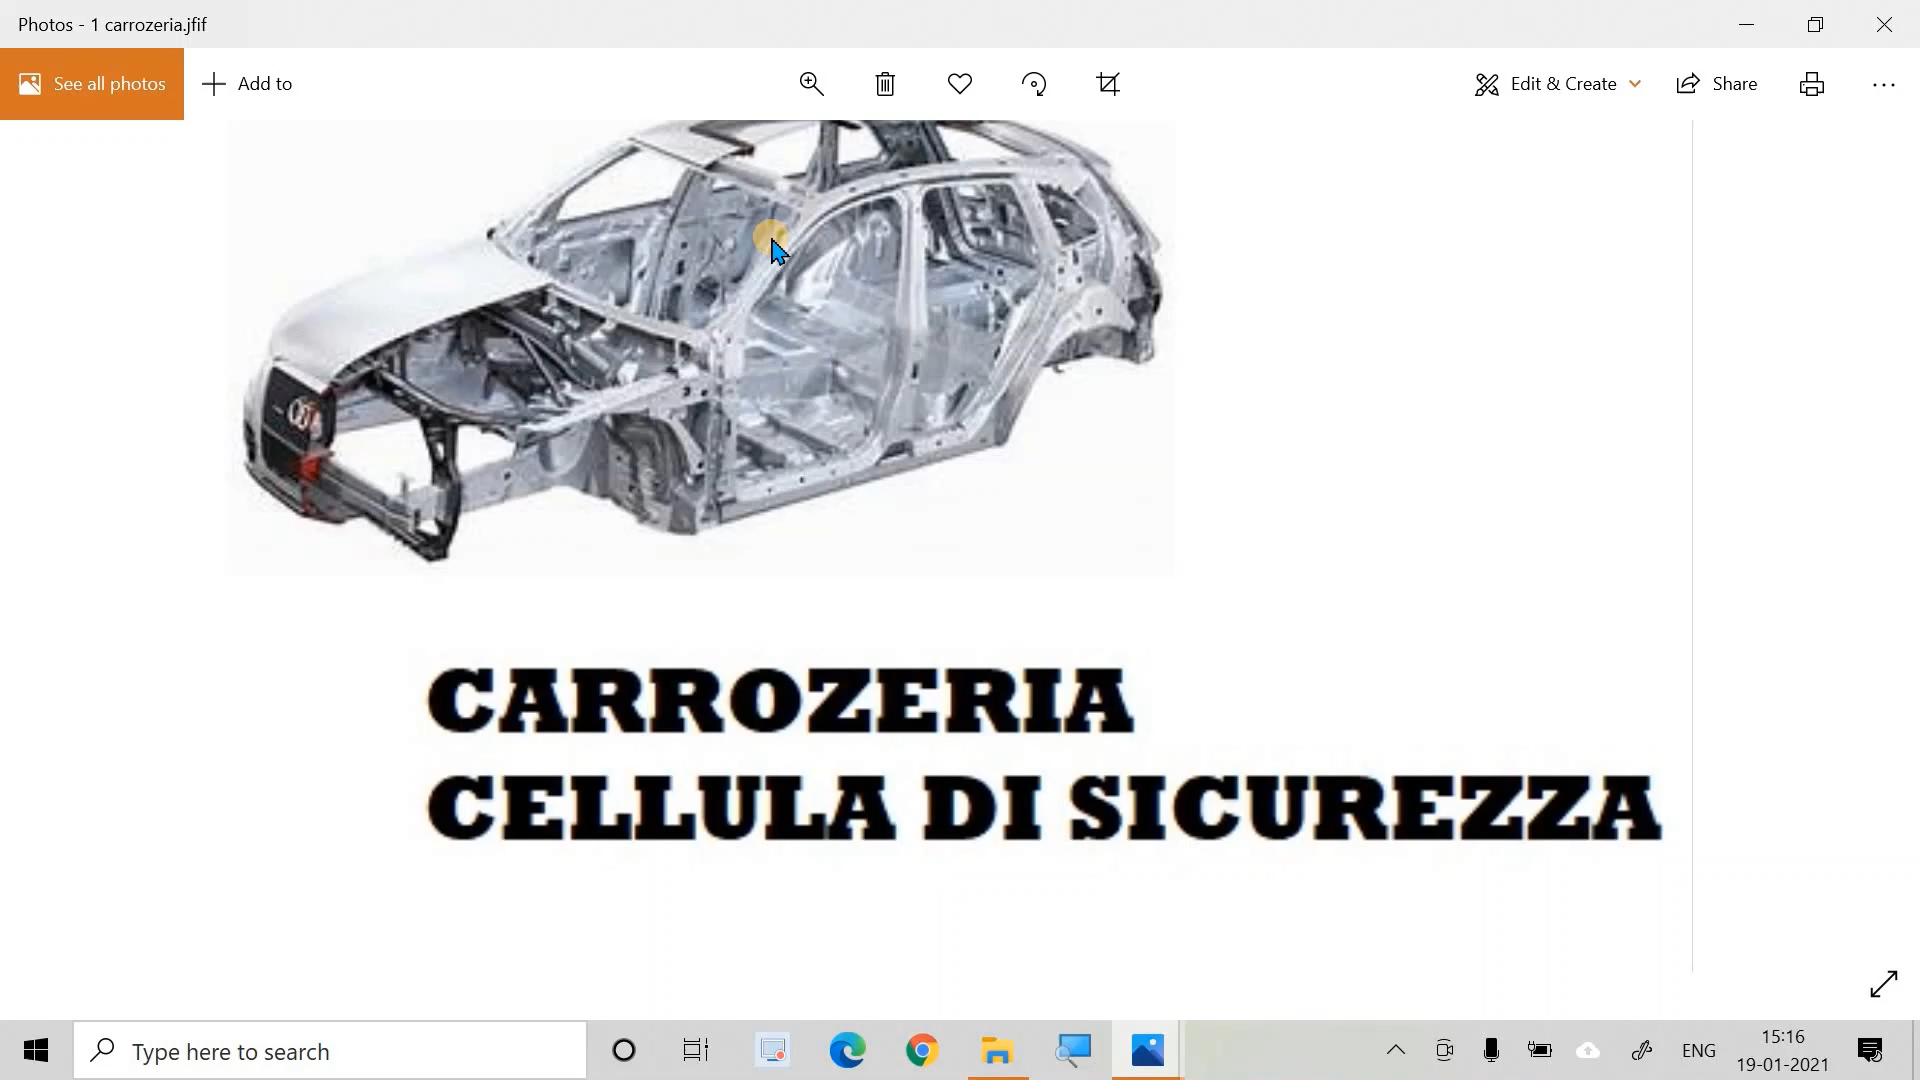 Photos - 1 carrozeria.jfif
See all photos
Add to
Edit & Create
Share
CARROZERIA
CELLULA DI SICUREZZA
Type here to search
ENG
15:16
19-01-2021